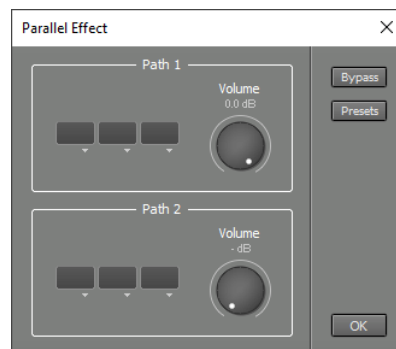 Parallel Effect
Path 1
Volume
0.0 dB
Bypass
Presets
Path 2
Volume
- dB
OK